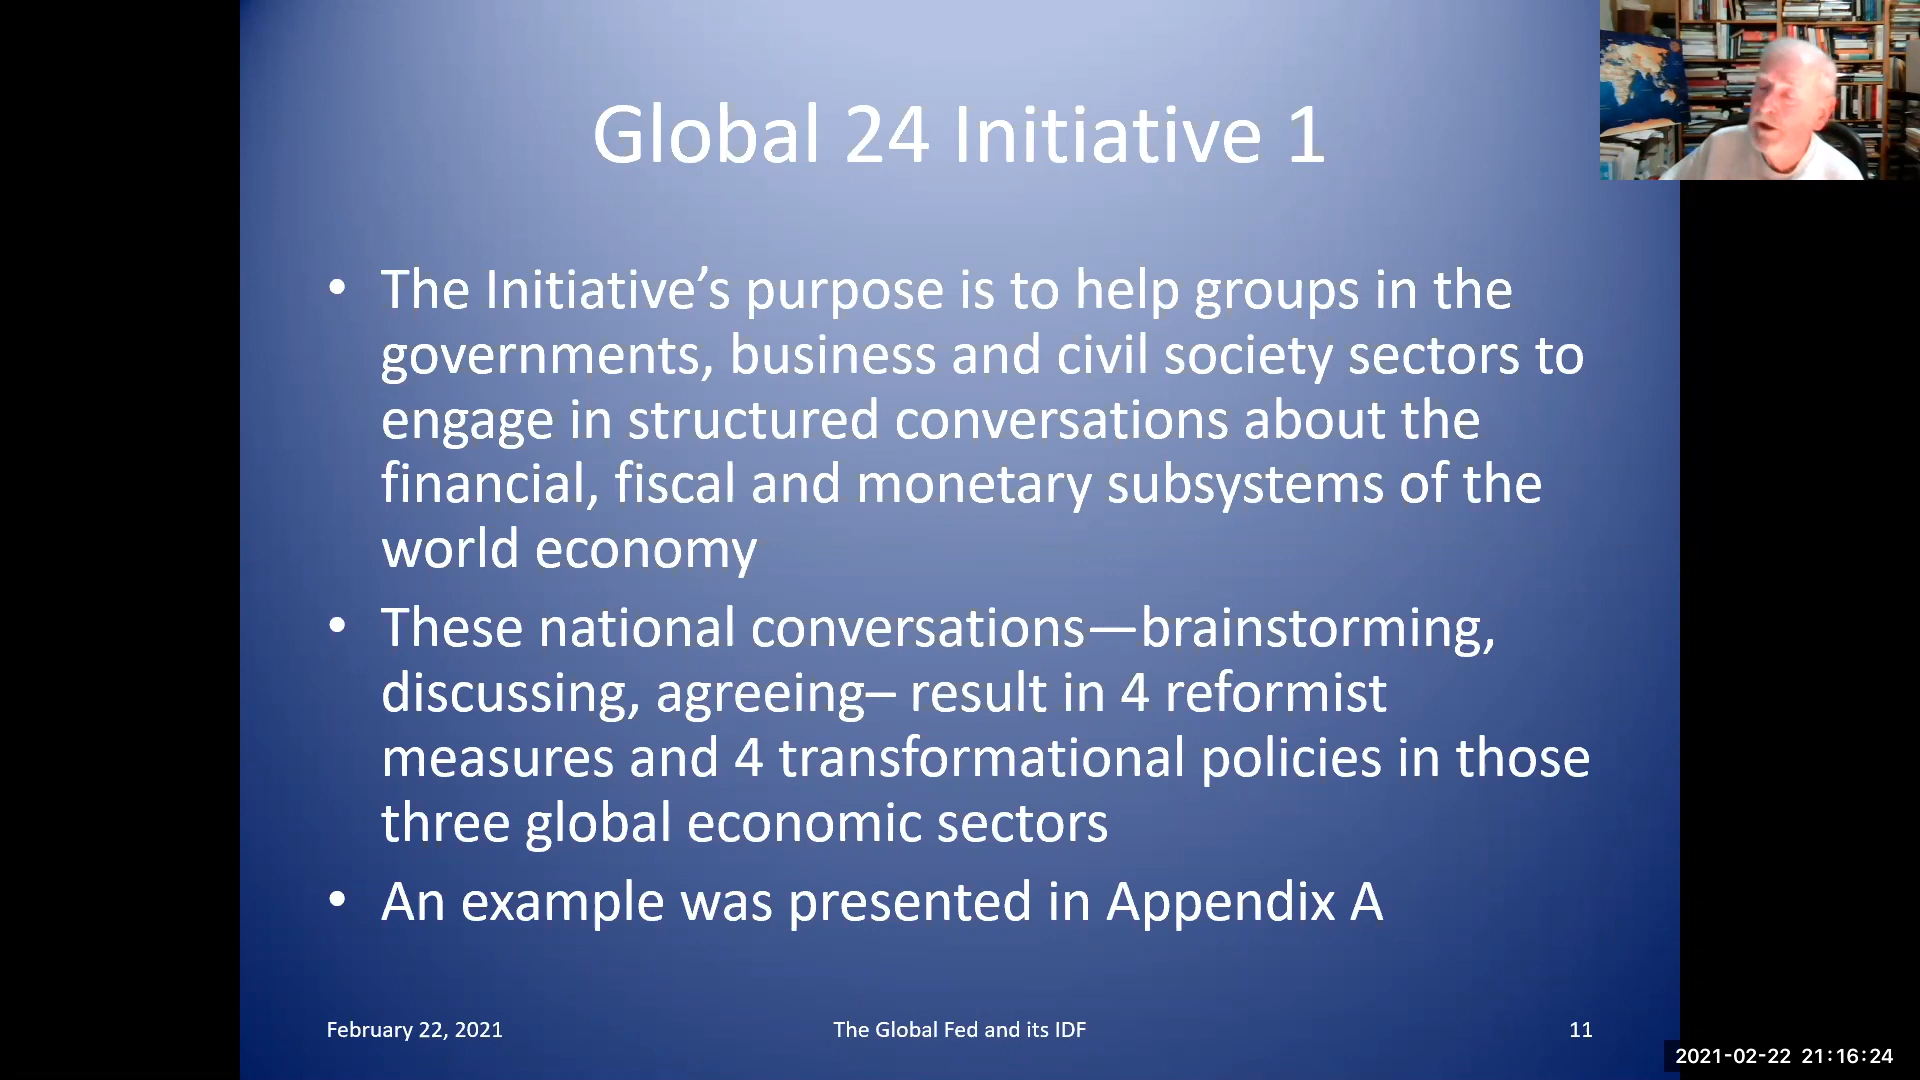 Global 24 Initiative 1
• The Initiative’s purpose is to help groups in the
governments, business and civil society sectors to
engage in structured conversations about the
financial, fiscal and monetary subsystems of the
world economy
• These national conversations—brainstorming,
discussing, agreeing– result in 4 reformist
measures and 4 transformational policies in those
three global economic sectors
• An example was presented in Appendix A
February 22, 2021
The Global Fed and its IDF
11
2021-02-22 21:16:24